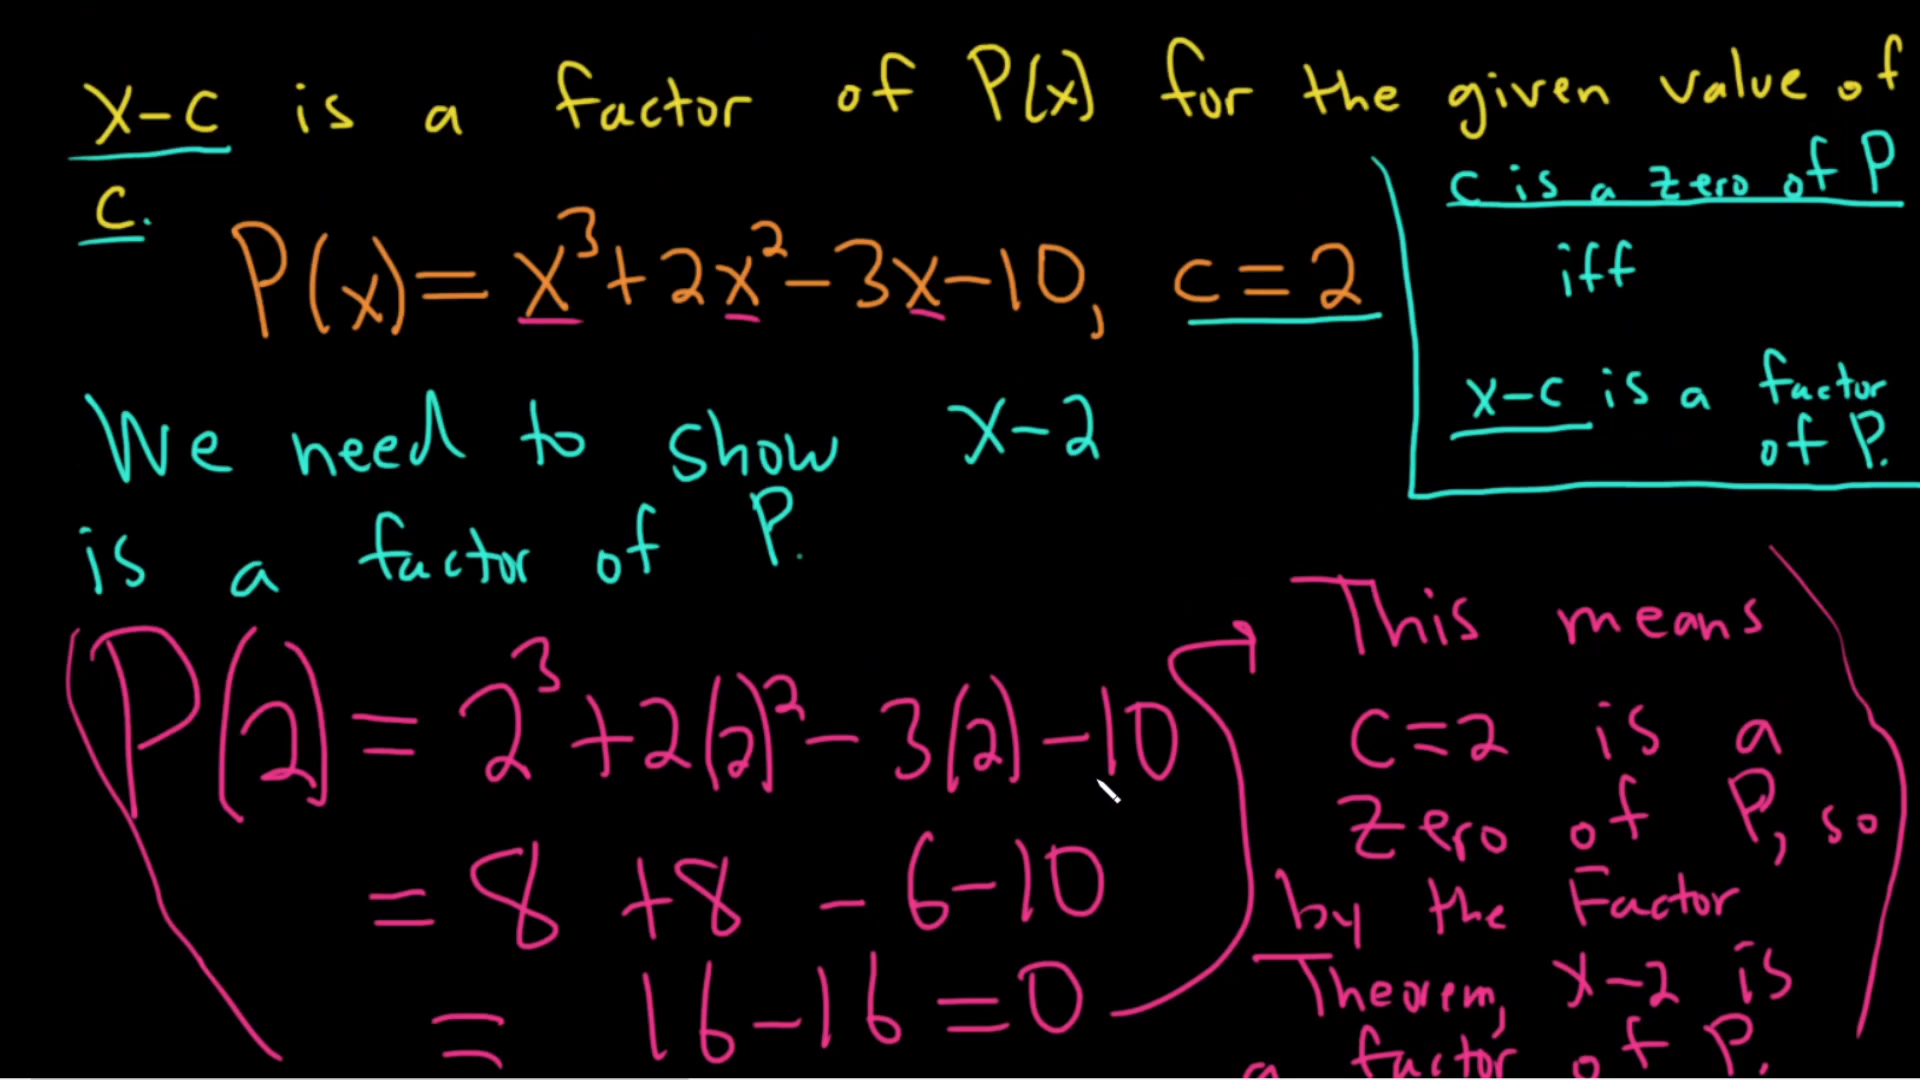 x-c is a factor of P(x) for the given value of
c.
P(x) = x³ + 2x² - 3x - 10, c = 2
c is a zero of P
iff
x-c is a factor
of P.
We need to show x-2
is a factor of P.
P(2) = 2³ + 2(2)² - 3(2) - 10
= 8 + 8 - 6 - 10
= 16 - 16 = 0
This means
c = 2 is a
zero of P, so
by the Factor
Theorem, x-2 is
a factor of P.